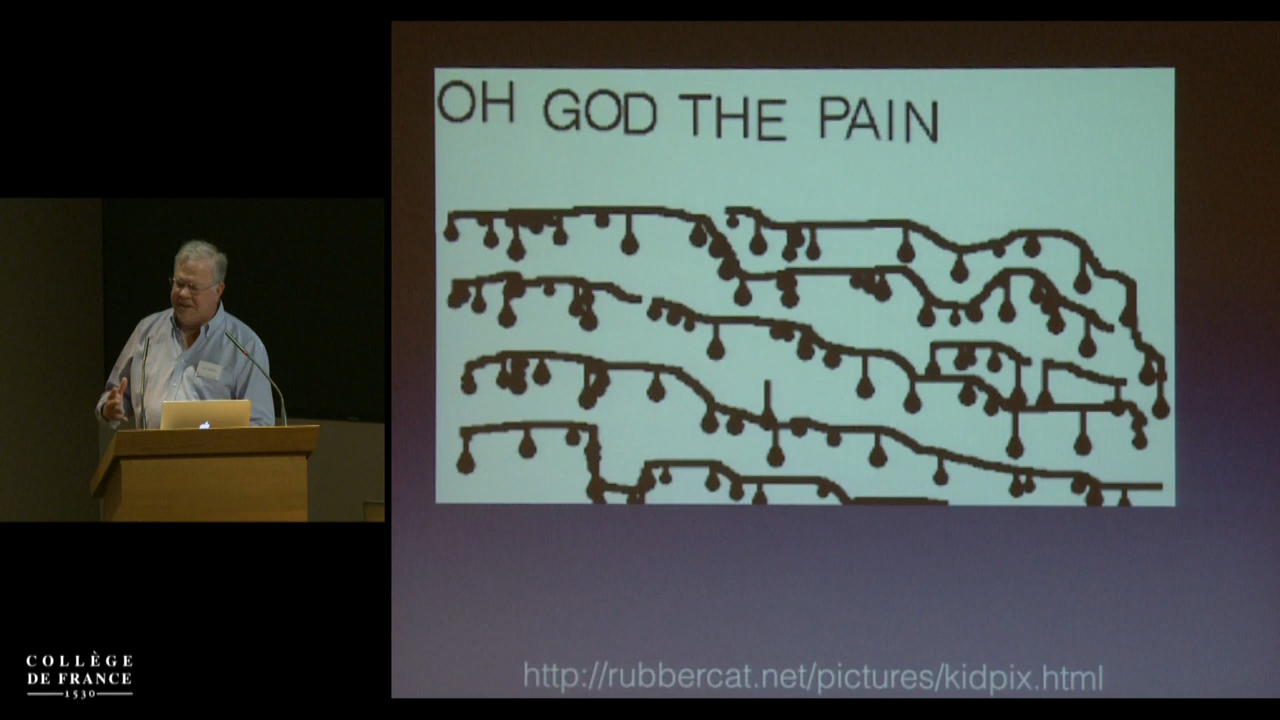 OH GOD THE PAIN
http://rubbercat.net/pictures/kidpix.html
COLLÈGE
DE FRANCE
1530